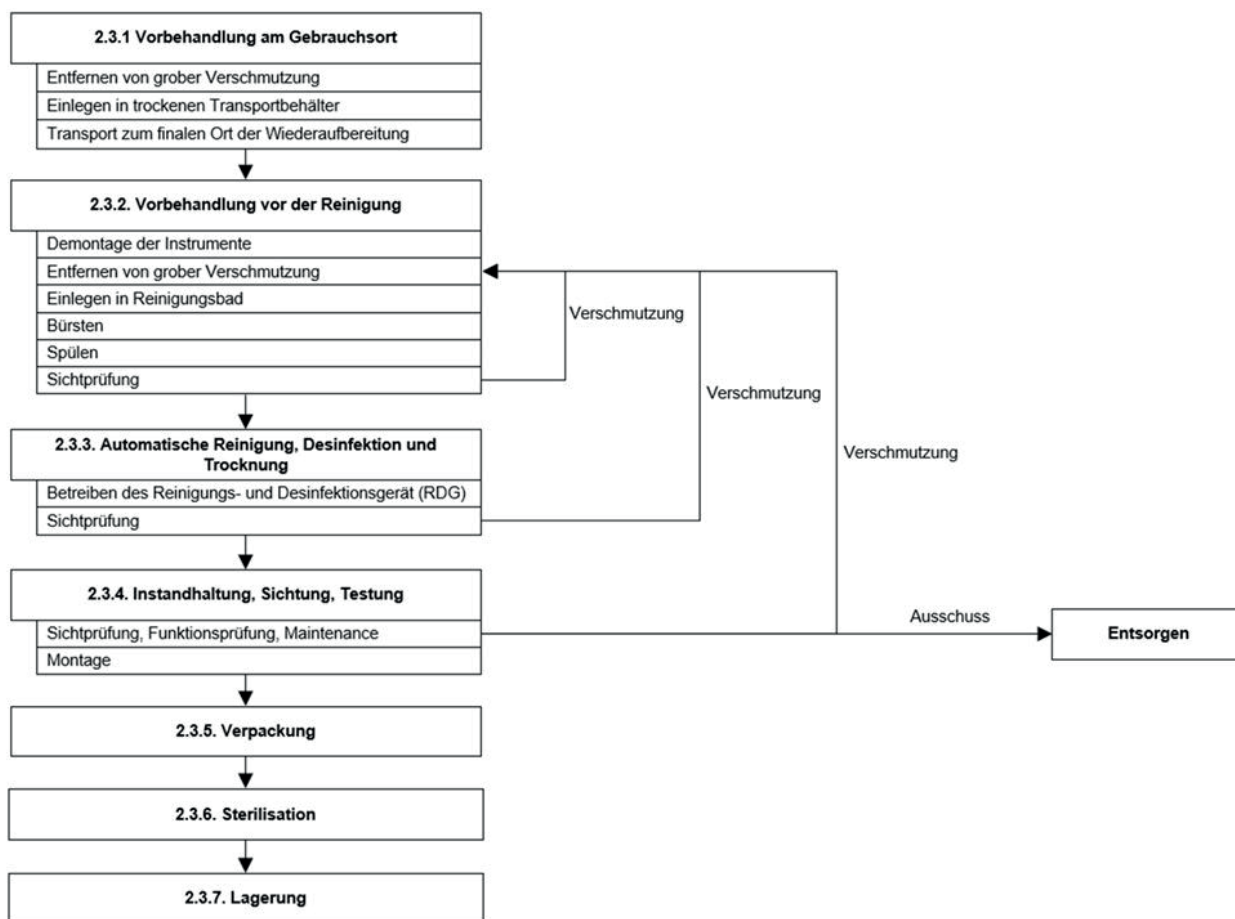 2.3.1 Vorbehandlung am Gebrauchsort
Entfernen von grober Verschmutzung
Einlegen in trockenen Transportbehälter
Transport zum finalen Ort der Wiederaufbereitung
2.3.2. Vorbehandlung vor der Reinigung
Demontage der Instrumente
Entfernen von grober Verschmutzung
Einlegen in Reinigungsbad
Bürsten
Spülen
Sichtprüfung
Verschmutzung
Verschmutzung
Verschmutzung
2.3.3. Automatische Reinigung, Desinfektion und
Trocknung
Betreiben des Reinigungs- und Desinfektionsgerät (RDG)
Sichtprüfung
2.3.4. Instandhaltung, Sichtung, Testung
Sichtprüfung, Funktionsprüfung, Maintenance
Montage
Ausschuss
Entsorgen
2.3.5. Verpackung
2.3.6. Sterilisation
2.3.7. Lagerung